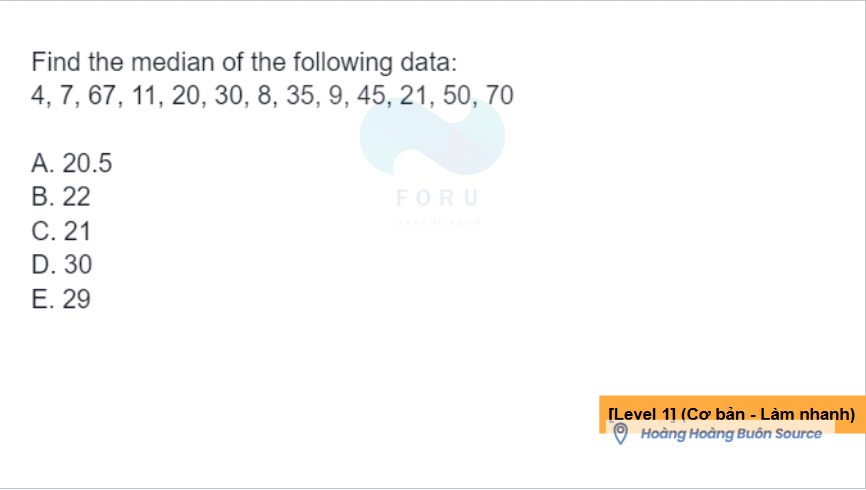 Find the median of the following data:
4, 7, 67, 11, 20, 30, 8, 35, 9, 45, 21, 50, 70
A. 20.5
B. 22
C. 21
D. 30
E. 29
FORU
[Level 1] (Cơ bản - Làm nhanh)
Hoàng Hoàng Buôn Source